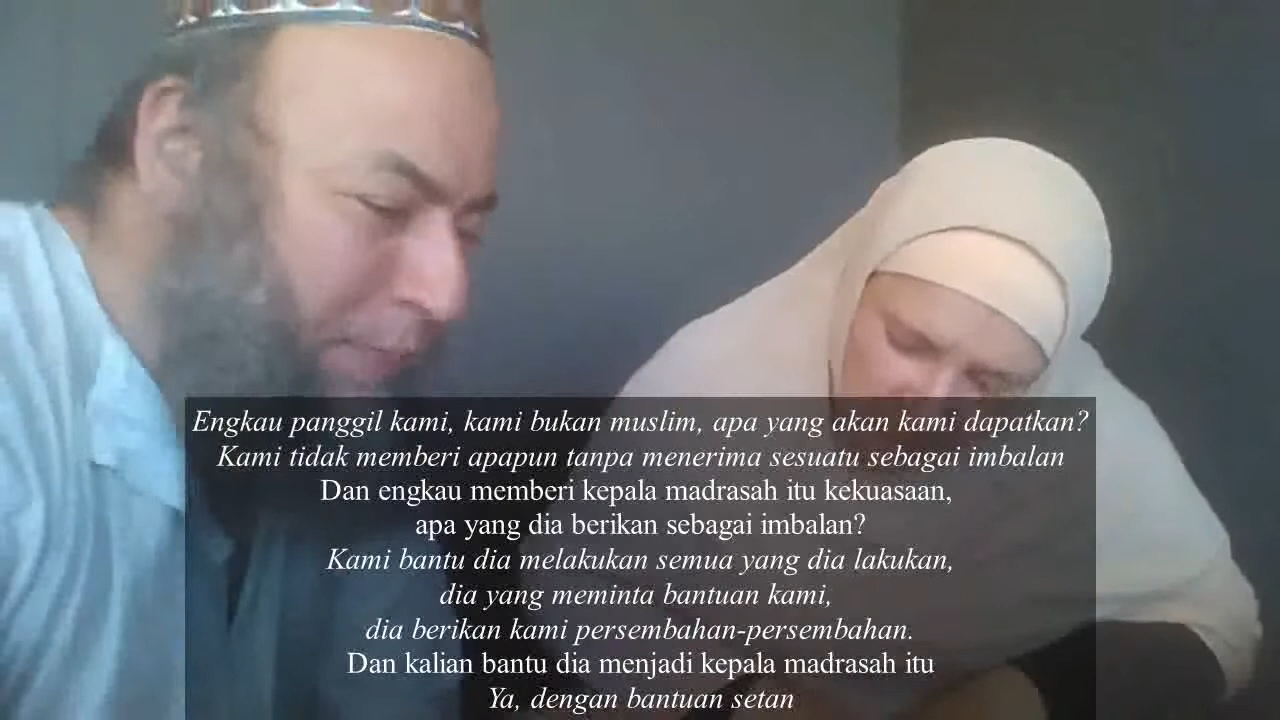 Engkau panggil kami, kami bukan muslim, apa yang akan kami dapatkan?
Kami tidak memberi apapun tanpa menerima sesuatu sebagai imbalan
Dan engkau memberi kepala madrasah itu kekuasaan,
apa yang dia berikan sebagai imbalan?
Kami bantu dia melakukan semua yang dia lakukan,
dia yang meminta bantuan kami,
dia berikan kami persembahan-persembahan.
Dan kalian bantu dia menjadi kepala madrasah itu
Ya, dengan bantuan setan